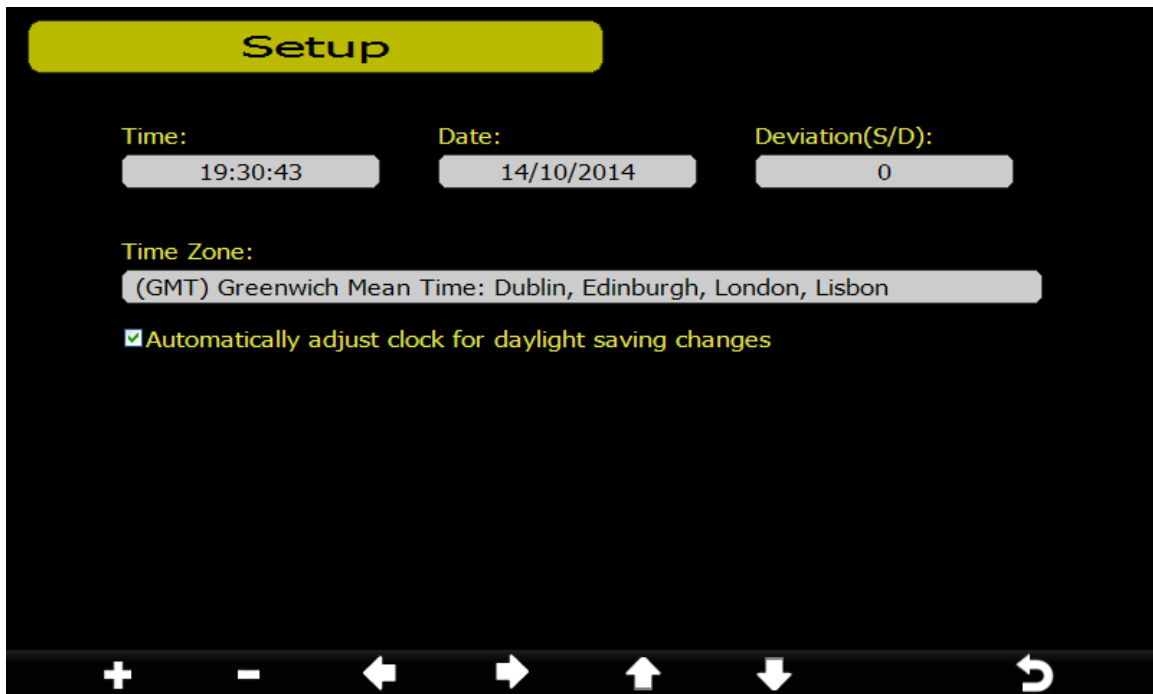 Setup
Time: Date: Deviation(S/D):
19:30:43 14/10/2014 0
Time Zone:
(GMT) Greenwich Mean Time: Dublin, Edinburgh, London, Lisbon
Automatically adjust clock for daylight saving changes